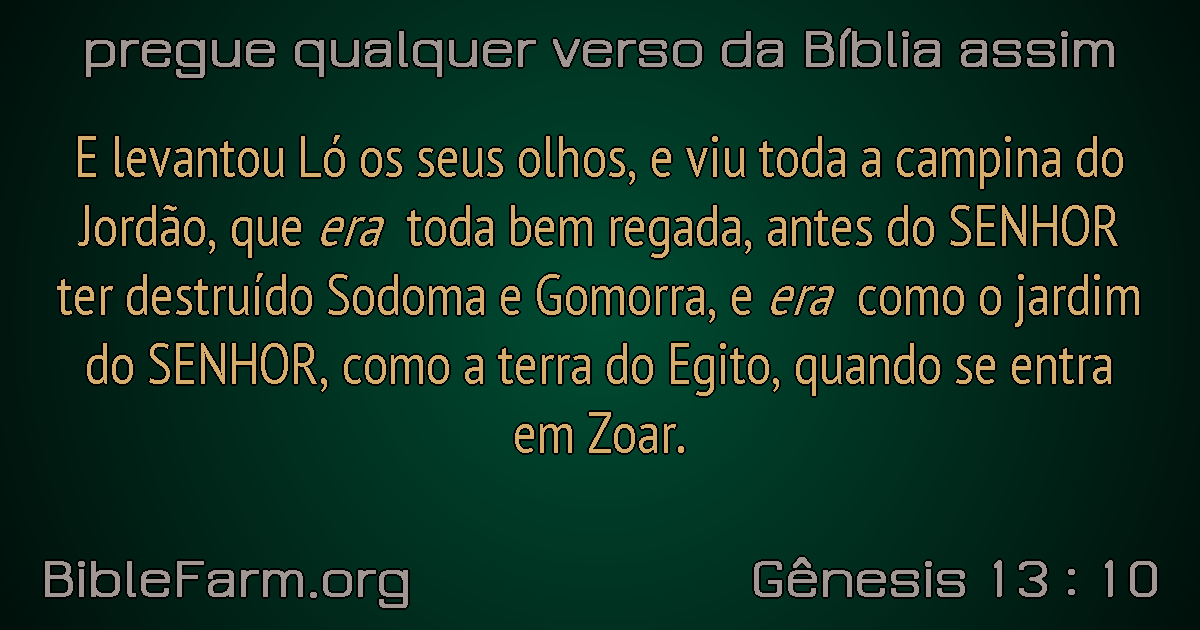 pregue qualquer verso da Bíblia assim
E levantou Ló os seus olhos, e viu toda a campina do
Jordão, que era toda bem regada, antes do SENHOR
ter destruído Sodoma e Gomorra, e era como o jardim
do SENHOR, como a terra do Egito, quando se entra
em Zoar.
BibleFarm.org
Gênesis 13 : 10